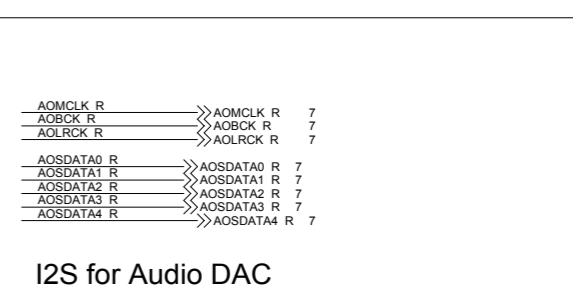 AOMCLK R AOMCLK R 7
AOBCK R AOBCK R 7
AOLRCK R AOLRCK R 7
AOSDATA0 R AOSDATA0 R 7
AOSDATA1 R AOSDATA1 R 7
AOSDATA2 R AOSDATA2 R 7
AOSDATA3 R AOSDATA3 R 7
AOSDATA4 R AOSDATA4 R 7
I2S for Audio DAC